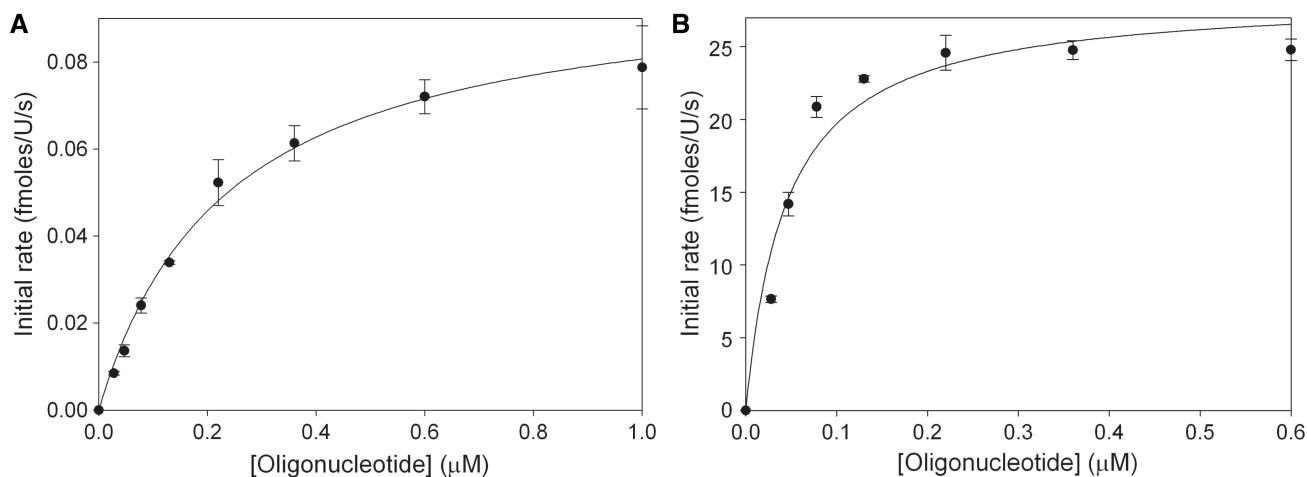 A
Initial rate (fmoles/U/s)
0.08
0.06
0.04
0.02
0.00
0.0 0.2 0.4 0.6 0.8 1.0
[Oligonucleotide] (μM)
B
Initial rate (fmoles/U/s)
25
20
15
10
5
0
0.0 0.1 0.2 0.3 0.4 0.5 0.6
[Oligonucleotide] (μM)